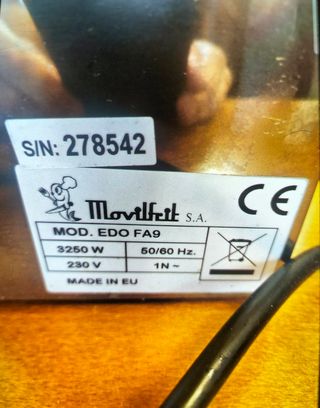 S/N: 278542
Movilfrit S.A.
CE
MOD. EDO FA9
3250 W 50/60 Hz.
230 V 1N ~
MADE IN EU